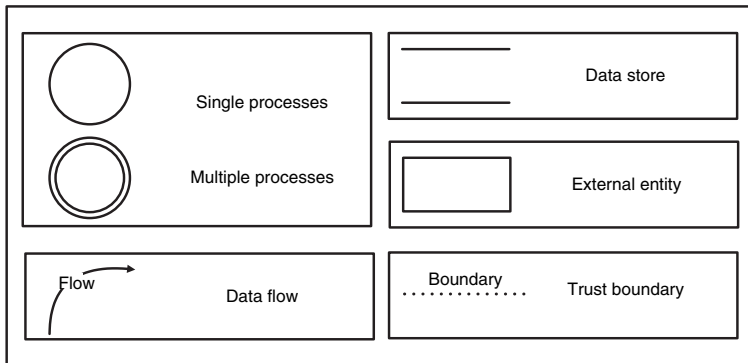 Single processes
Multiple processes
Data store
External entity
Flow
Data flow
Boundary
Trust boundary